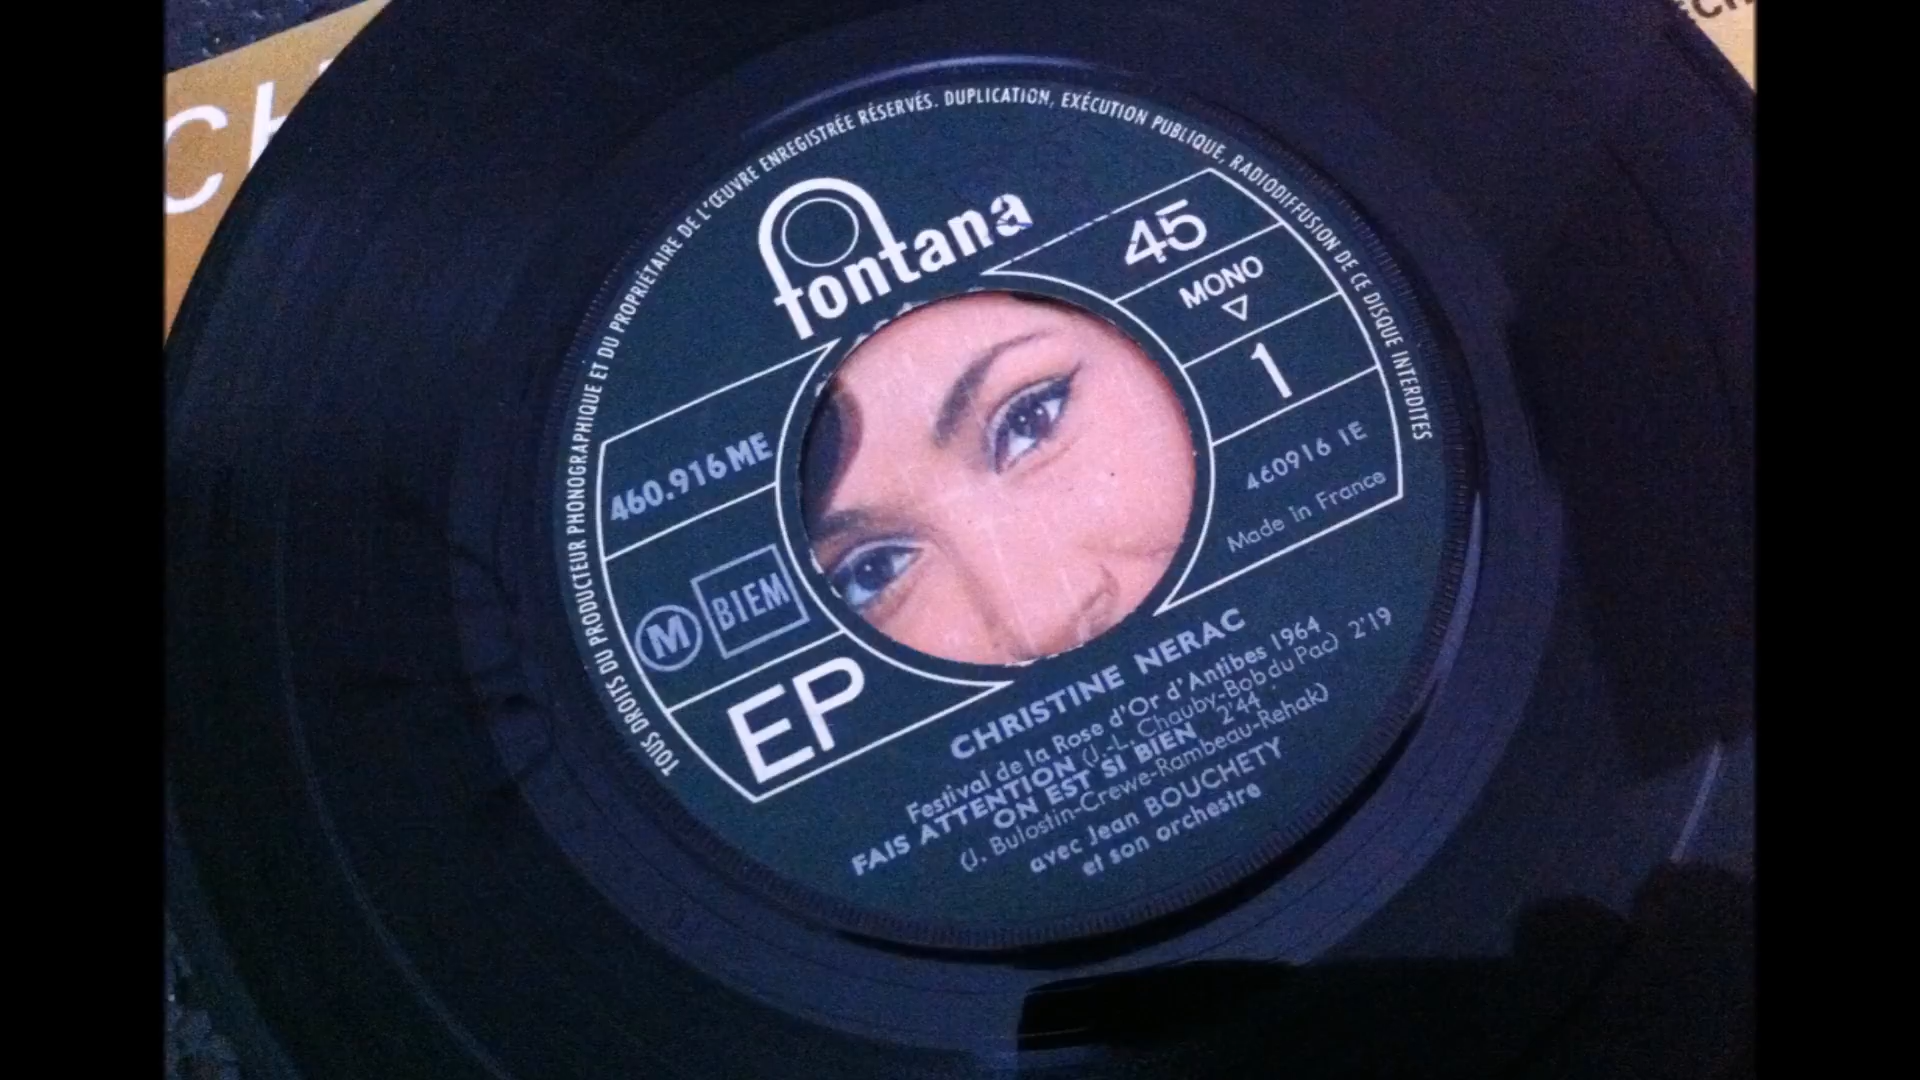 CH
TOUS DROITS DU PRODUCTEUR PHONOGRAPHIQUE ET DU PROPRIÉTAIRE DE L'ŒUVRE ENREGISTRÉE RÉSERVÉS. DUPLICATION, EXÉCUTION PUBLIQUE, RADIODIFFUSION DE CE DISQUE INTERDITES
fontana
45
MONO
1
460916 1E
Made in France
460.916 ME
M BIEM
EP
CHRISTINE NERAC
Festival de la Rose d'Or d'Antibes 1964
FAIS ATTENTION (J.-L. Chauby-Bob du Pac) 2'19
ON EST SI BIEN 2'44
(J. Bulostin-Crewe-Rambeau-Rehak)
avec Jean BOUCHETY
et son orchestre